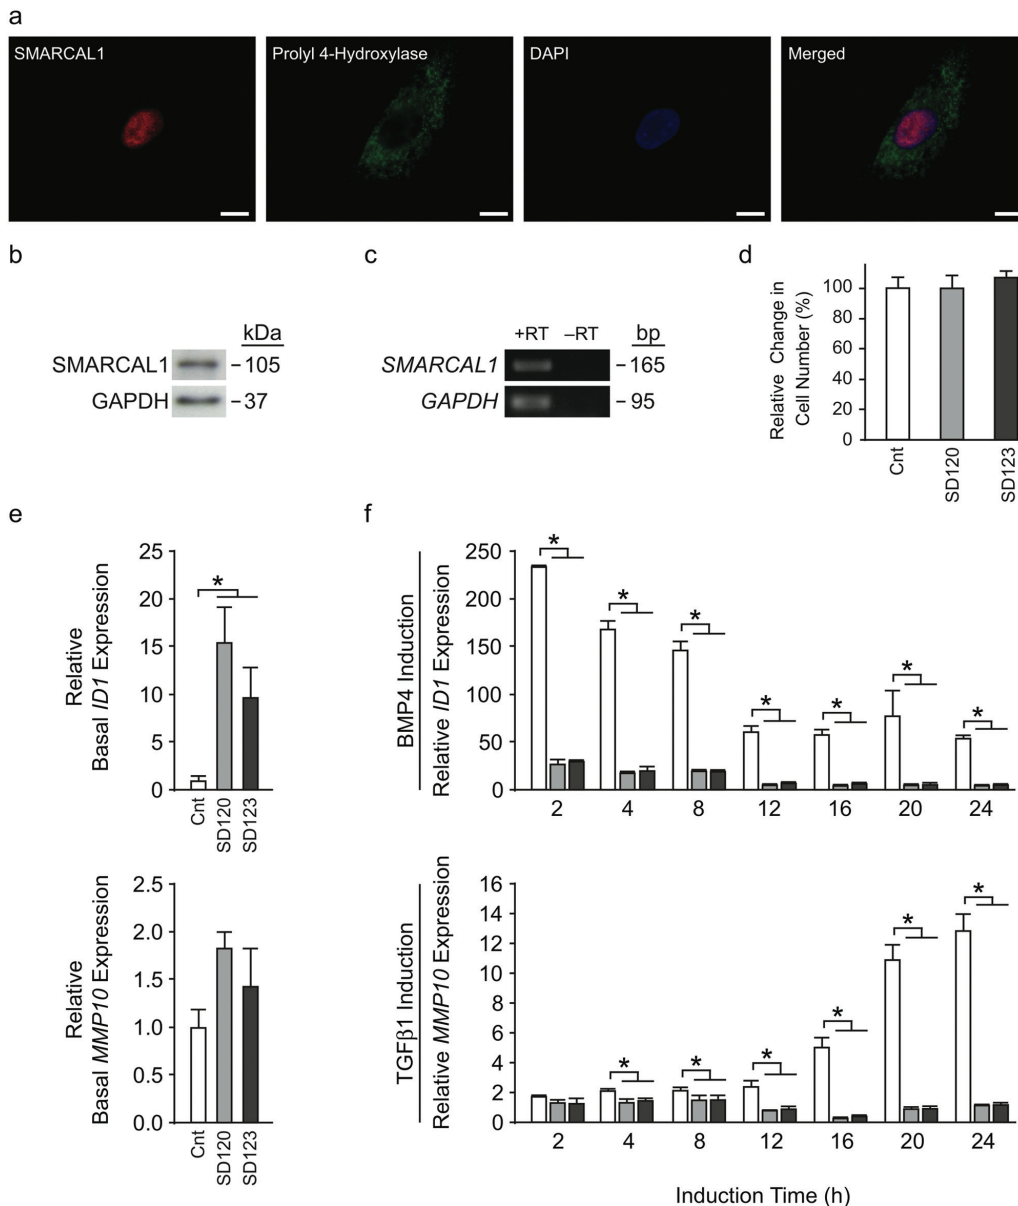 a
SMARCAL1
Prolyl 4-Hydroxylase
DAPI
Merged
b
kDa
SMARCAL1
–105
GAPDH
–37
c
+RT –RT bp
SMARCAL1
–165
GAPDH
–95
d
Relative Change in
Cell Number (%)
100
80
60
40
20
0
Cnt
SD120
SD123
e
Relative
Basal ID1 Expression
25
20
15
10
5
0
*
Cnt
SD120
SD123
Relative
Basal MMP10 Expression
2.5
2.0
1.5
1.0
0.5
0.0
Cnt
SD120
SD123
f
BMP4 Induction
Relative ID1 Expression
250
200
150
100
50
0
* * * * * * *
2 4 8 12 16 20 24
TGFβ1 Induction
Relative MMP10 Expression
16
14
12
10
8
6
4
2
0
* * * * * *
2 4 8 12 16 20 24
Induction Time (h)